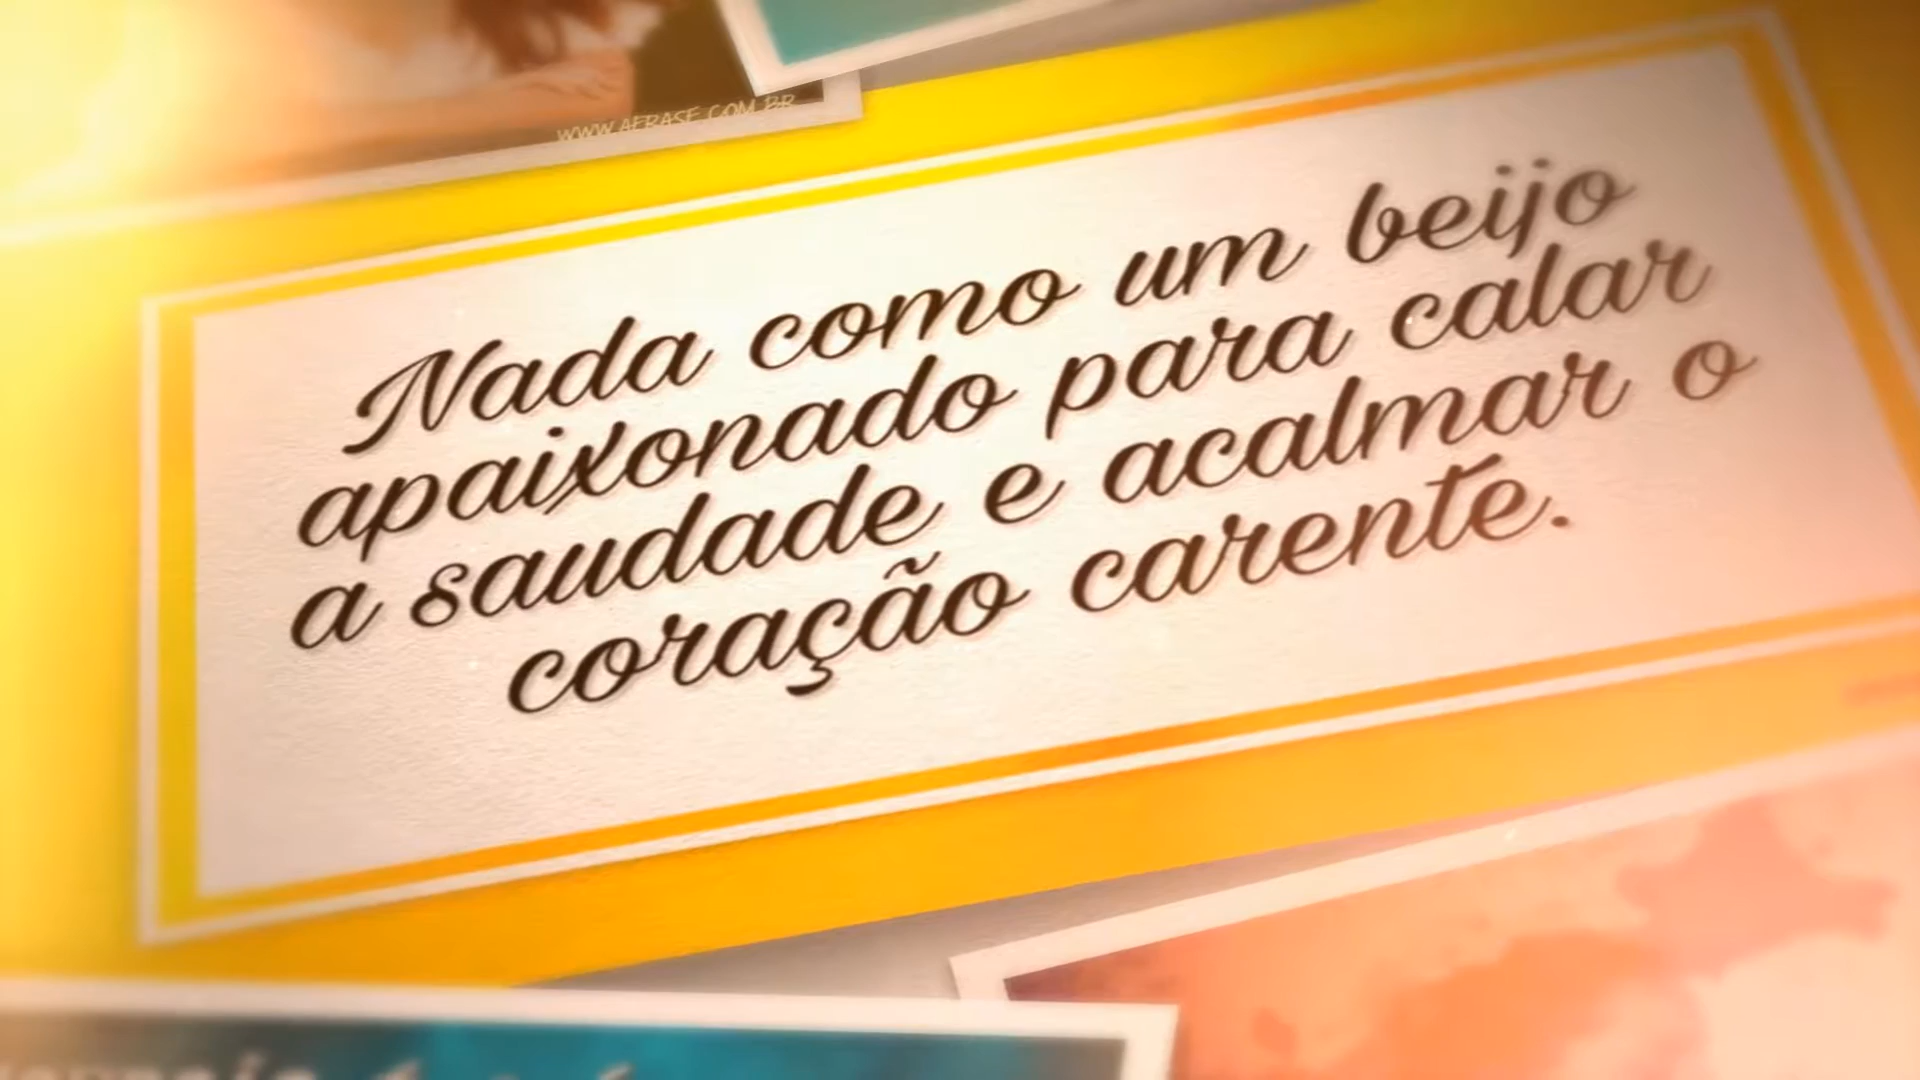 WWW.AFRASE.COM.BR
Nada como um beijo
apaixonado para calar
a saudade e acalmar o
coração carente.